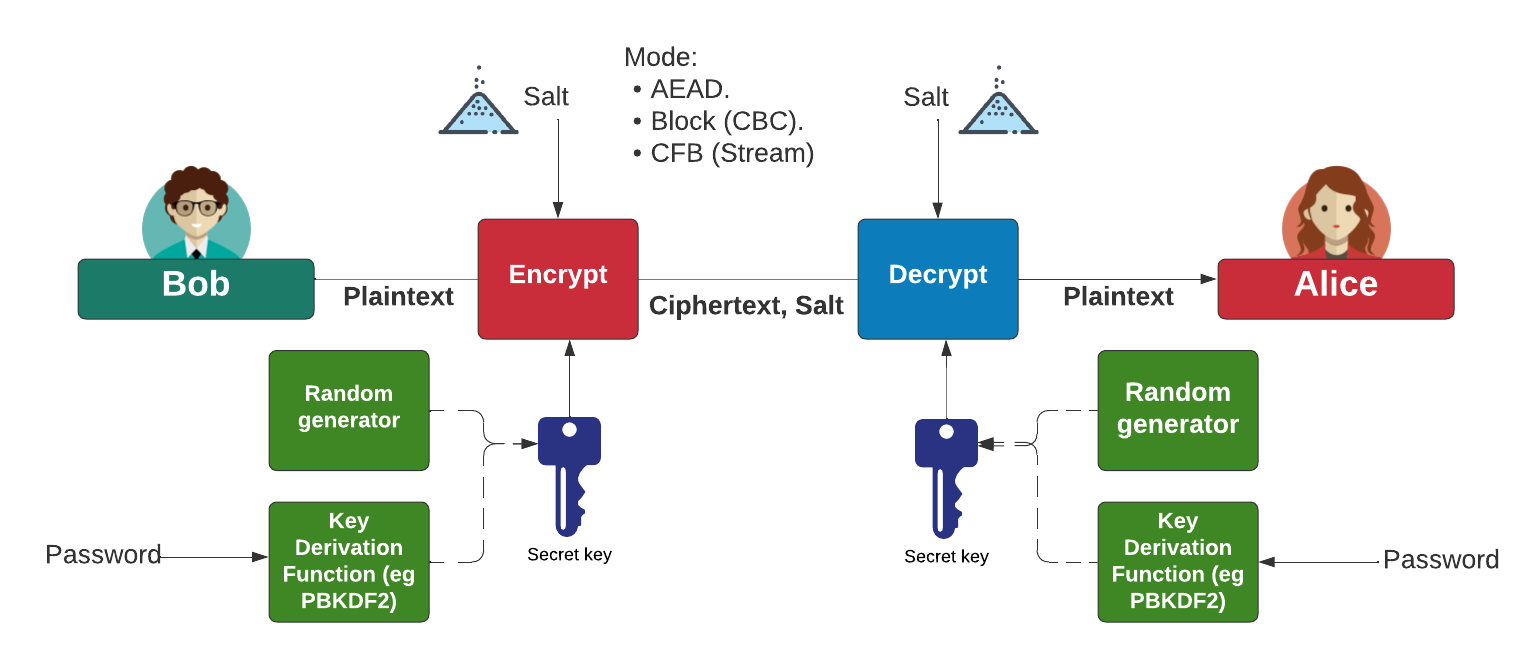 Mode:
• AEAD.
• Block (CBC).
• CFB (Stream)
Salt
Salt
Bob
Plaintext
Encrypt
Ciphertext, Salt
Decrypt
Plaintext
Alice
Random
generator
Random
generator
Key
Derivation
Function (eg
PBKDF2)
Password
Secret key
Secret key
Key
Derivation
Function (eg
PBKDF2)
Password